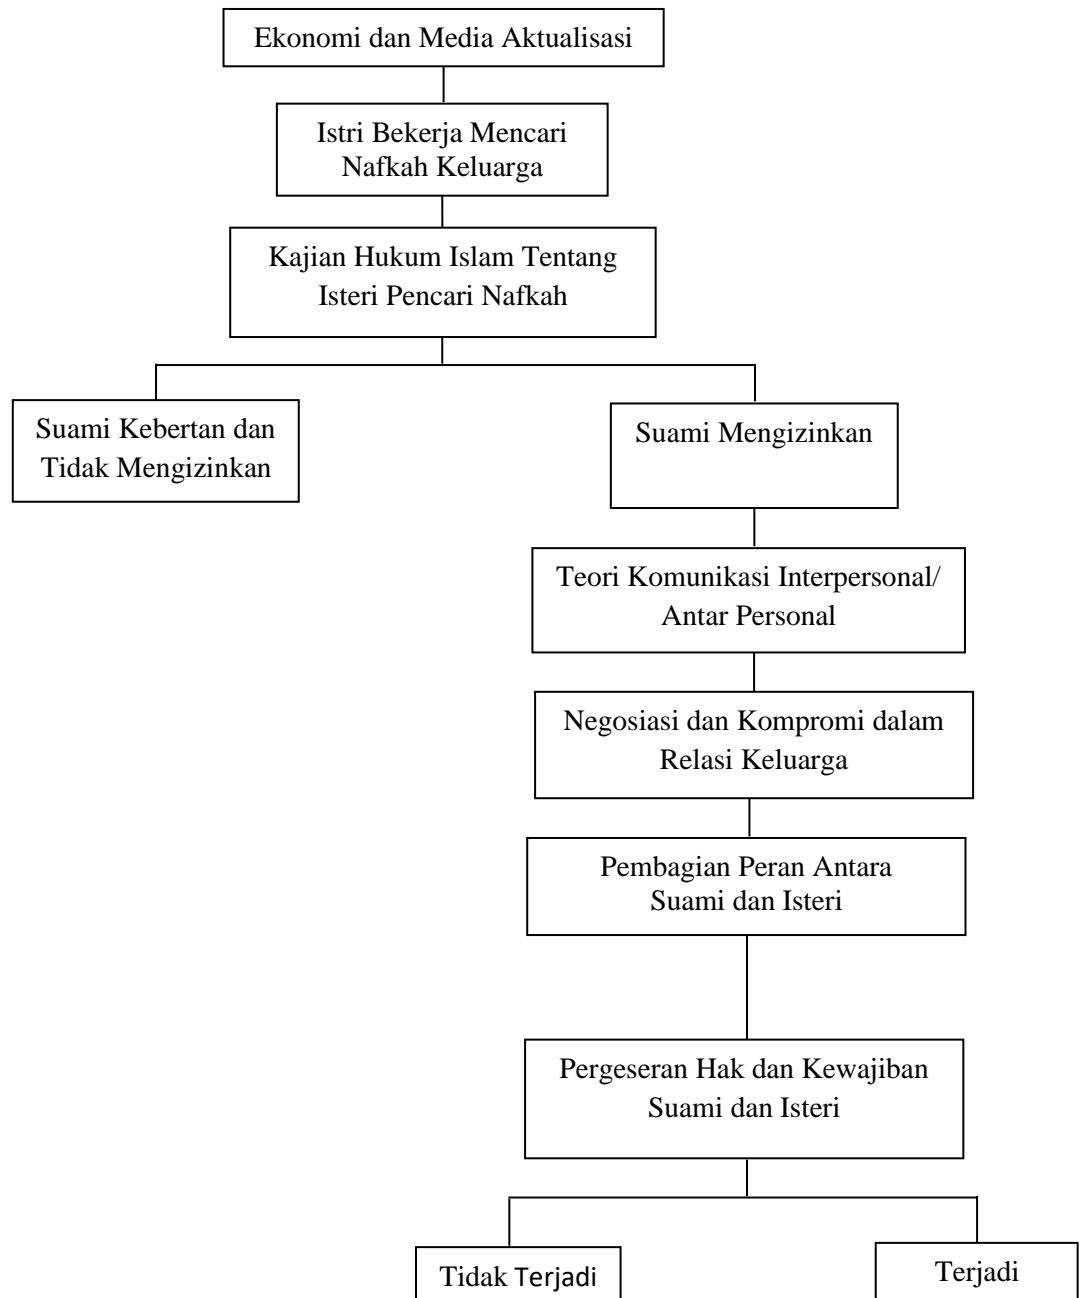 Ekonomi dan Media Aktualisasi
Istri Bekerja Mencari
Nafkah Keluarga
Kajian Hukum Islam Tentang
Isteri Pencari Nafkah
Suami Kebertan dan
Tidak Mengizinkan
Suami Mengizinkan
Teori Komunikasi Interpersonal/
Antar Personal
Negosiasi dan Kompromi dalam
Relasi Keluarga
Pembagian Peran Antara
Suami dan Isteri
Pergeseran Hak dan Kewajiban
Suami dan Isteri
Tidak Terjadi
Terjadi